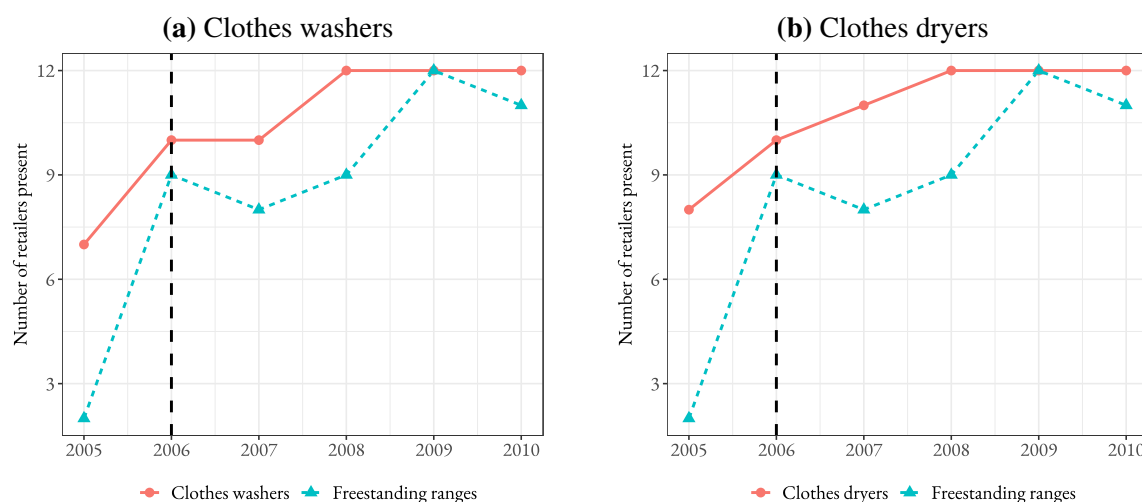 (a) Clothes washers
Number of retailers present
12
9
6
3
2005 2006 2007 2008 2009 2010
Clothes washers Freestanding ranges
(b) Clothes dryers
Number of retailers present
12
9
6
3
2005 2006 2007 2008 2009 2010
Clothes dryers Freestanding ranges